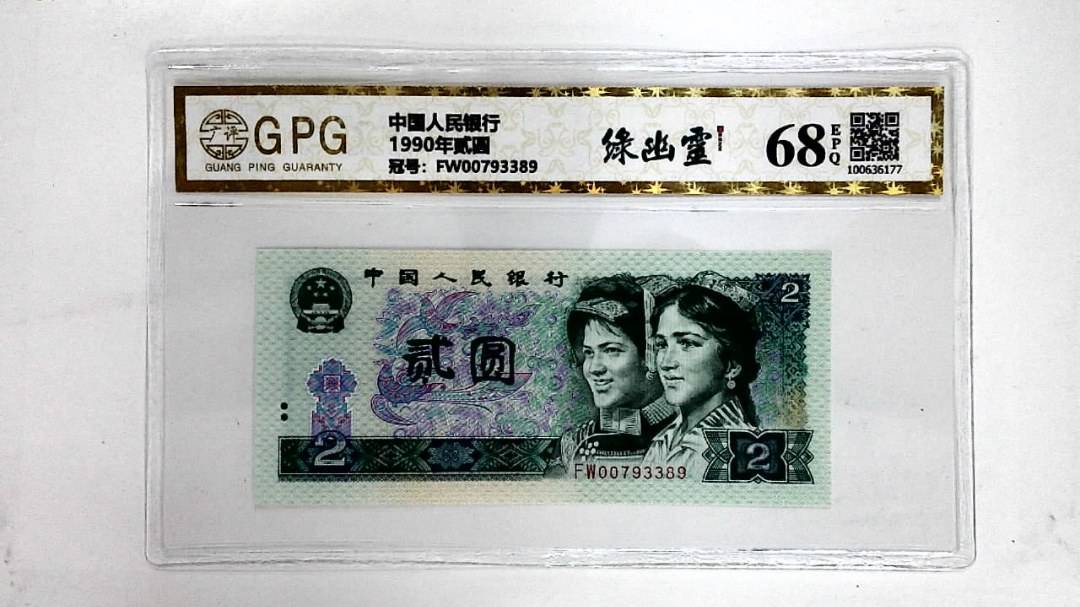 广评
GPG
GUANG PING GUARANTY
中国人民银行
1990年贰圆
冠号：FW00793389
绿幽灵
68
EPQ
100636177
中国人民银行
2
贰圆
2
FW00793389
2